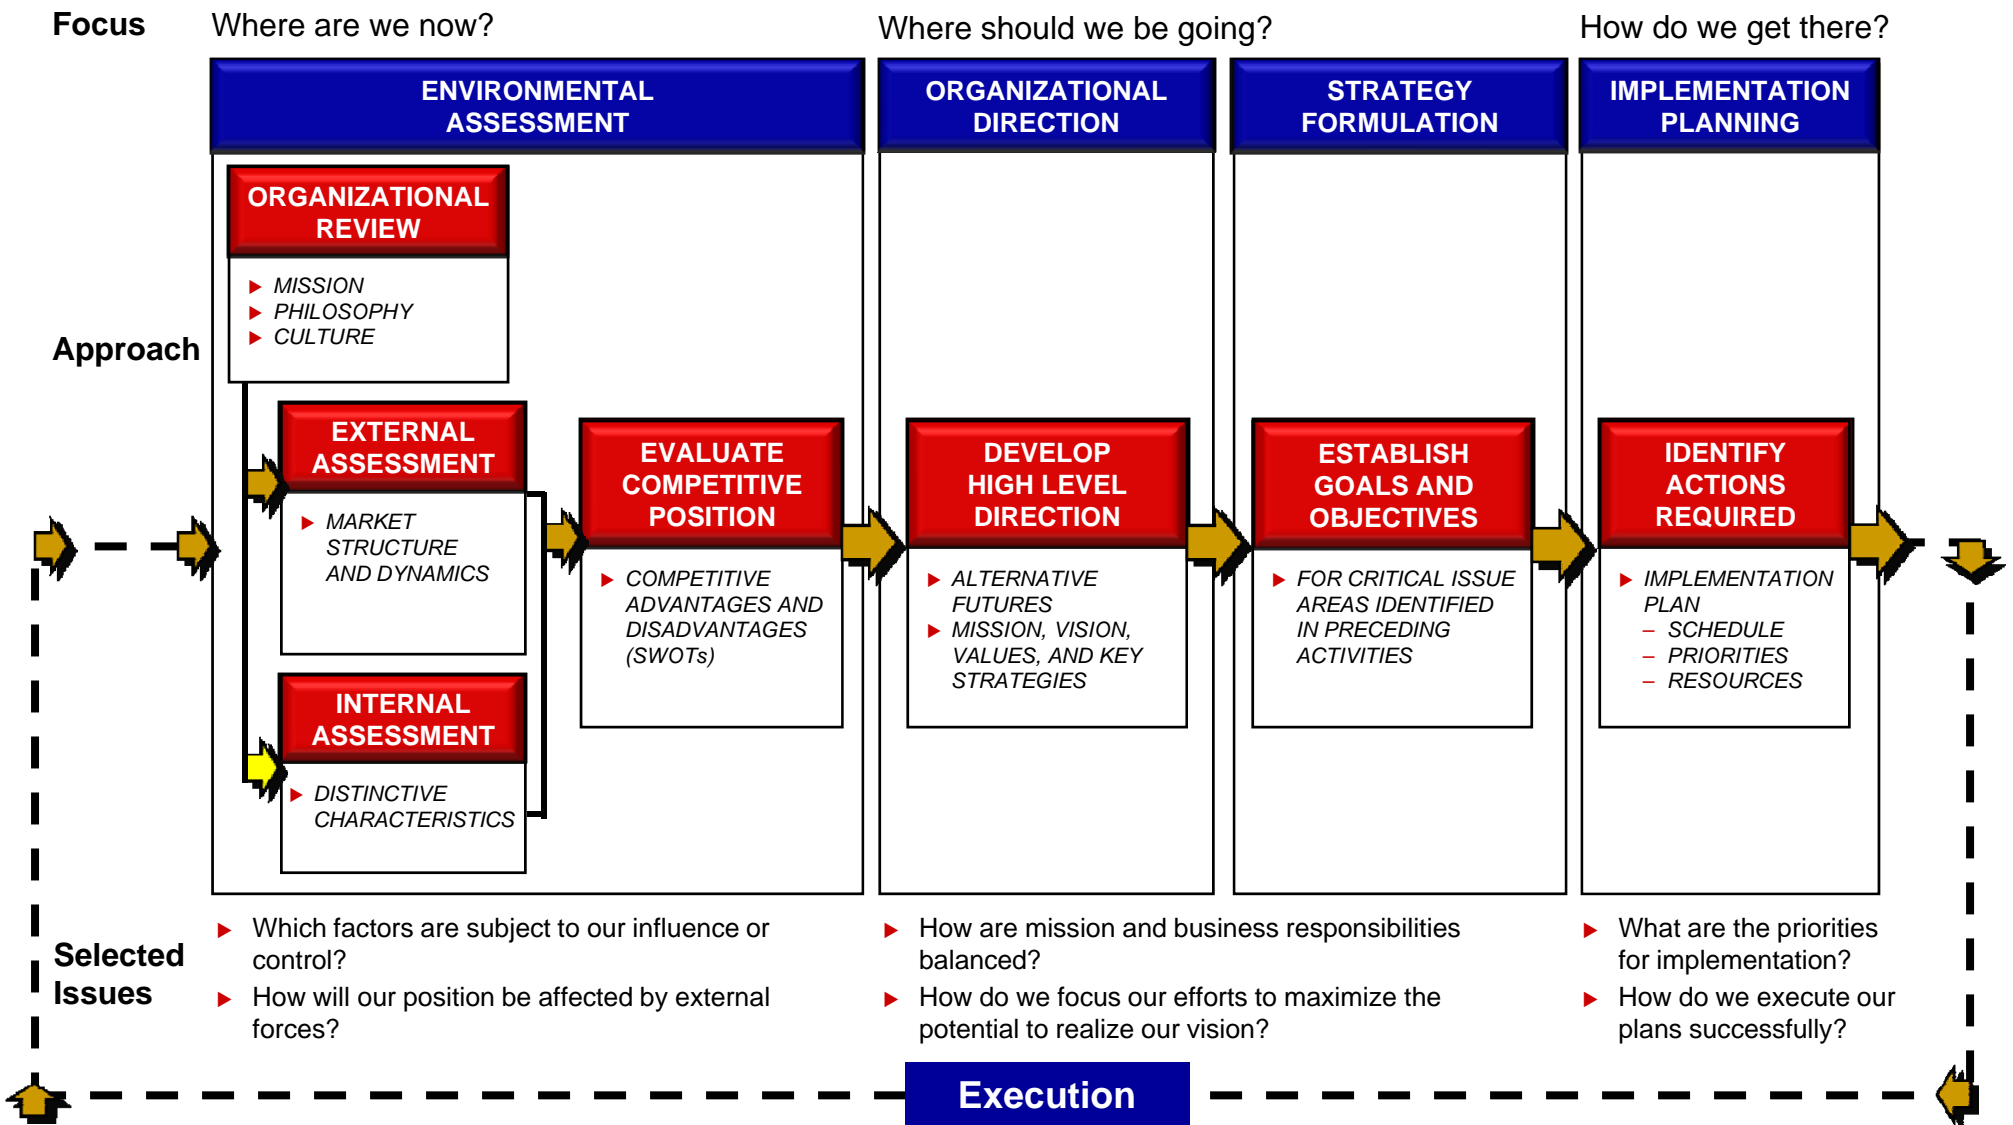 Focus
Where are we now?
Where should we be going?
How do we get there?
ENVIRONMENTAL
ASSESSMENT
ORGANIZATIONAL
DIRECTION
STRATEGY
FORMULATION
IMPLEMENTATION
PLANNING
Approach
ORGANIZATIONAL
REVIEW
MISSION
PHILOSOPHY
CULTURE
EXTERNAL
ASSESSMENT
MARKET
STRUCTURE
AND DYNAMICS
INTERNAL
ASSESSMENT
DISTINCTIVE
CHARACTERISTICS
EVALUATE
COMPETITIVE
POSITION
COMPETITIVE
ADVANTAGES AND
DISADVANTAGES
(SWOTs)
DEVELOP
HIGH LEVEL
DIRECTION
ALTERNATIVE
FUTURES
MISSION, VISION,
VALUES, AND KEY
STRATEGIES
ESTABLISH
GOALS AND
OBJECTIVES
FOR CRITICAL ISSUE
AREAS IDENTIFIED
IN PRECEDING
ACTIVITIES
IDENTIFY
ACTIONS
REQUIRED
IMPLEMENTATION
PLAN
– SCHEDULE
– PRIORITIES
– RESOURCES
Selected
Issues
Which factors are subject to our influence or
control?
How will our position be affected by external
forces?
How are mission and business responsibilities
balanced?
How do we focus our efforts to maximize the
potential to realize our vision?
What are the priorities
for implementation?
How do we execute our
plans successfully?
Execution